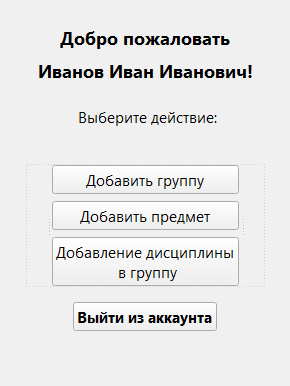 Добро пожаловать
Иванов Иван Иванович!
Выберите действие:
Добавить группу
Добавить предмет
Добавление дисциплины
в группу
Выйти из аккаунта